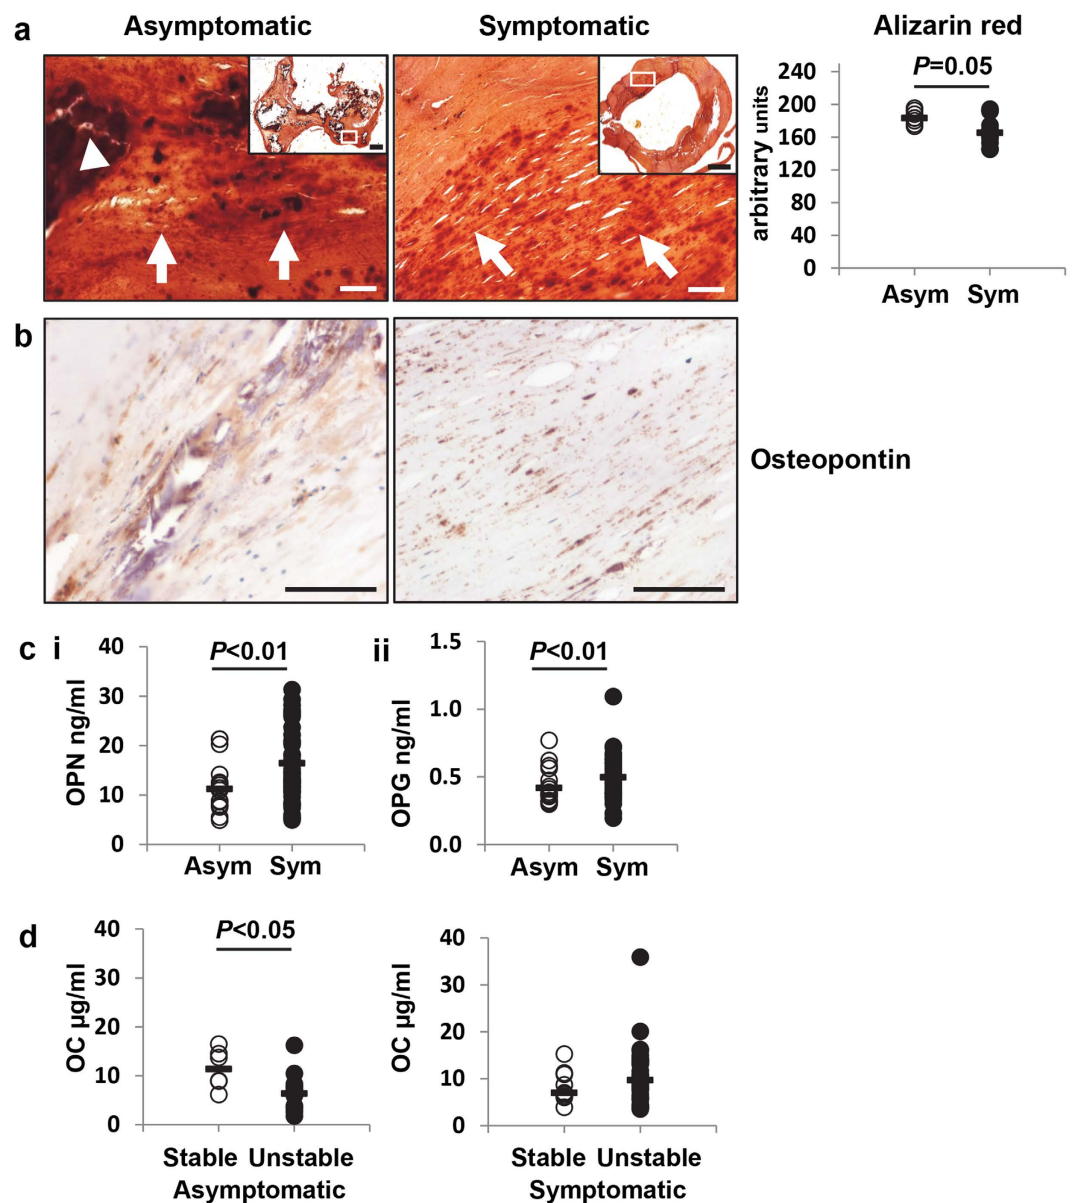 a
Asymptomatic
Symptomatic
Alizarin red
P=0.05
arbitrary units
240
200
160
120
80
40
0
Asym Sym
b
Osteopontin
c i
P<0.01
OPN ng/ml
40
30
20
10
0
Asym Sym
ii
P<0.01
OPG ng/ml
1.5
1.0
0.5
0.0
Asym Sym
d
P<0.05
OC µg/ml
40
30
20
10
0
Stable Unstable
Asymptomatic
OC µg/ml
40
30
20
10
0
Stable Unstable
Symptomatic